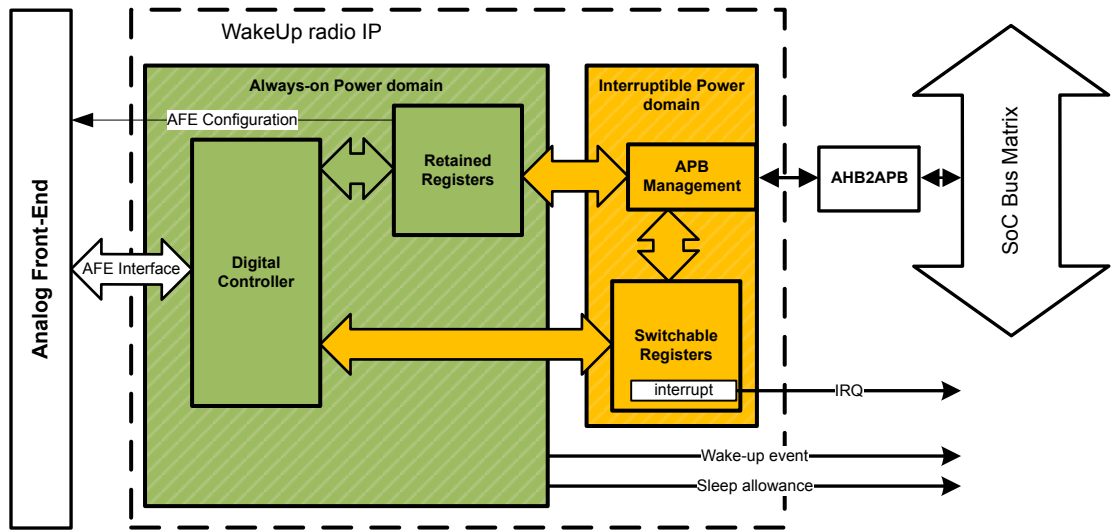 WakeUp radio IP
Analog Front-End
Always-on Power domain
AFE Configuration
Retained
Registers
Digital
Controller
AFE Interface
Interruptible Power
domain
APB
Management
Switchable
Registers
interrupt
AHB2APB
SoC Bus Matrix
IRQ
Wake-up event
Sleep allowance